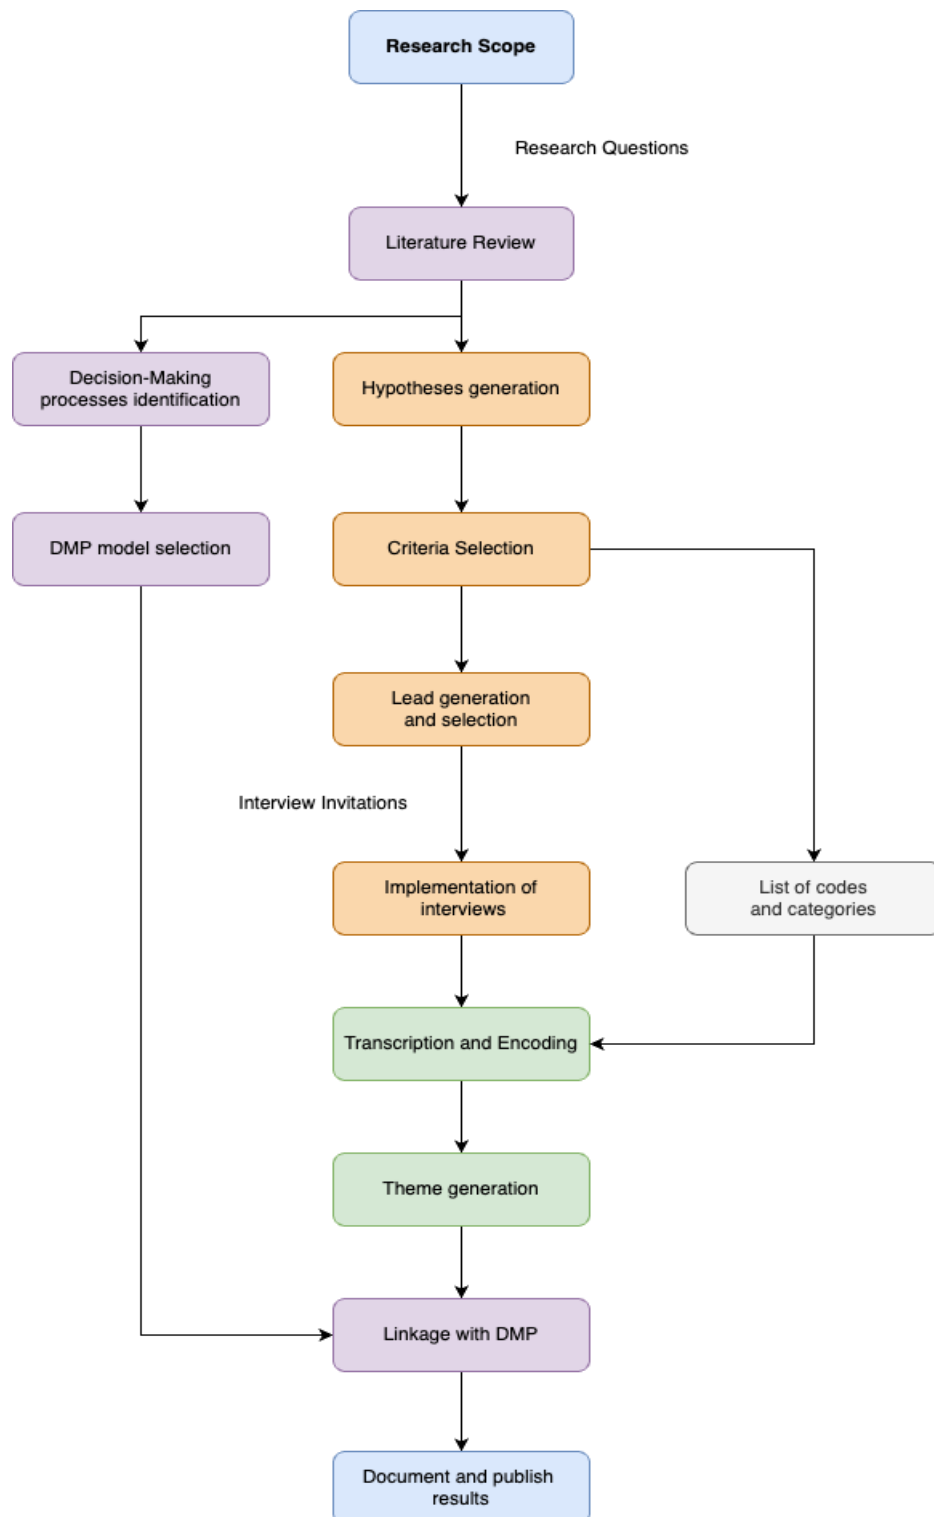 Research Scope
Research Questions
Literature Review
Decision-Making
processes identification
Hypotheses generation
DMP model selection
Criteria Selection
Lead generation
and selection
Interview Invitations
Implementation of
interviews
List of codes
and categories
Transcription and Encoding
Theme generation
Linkage with DMP
Document and publish
results